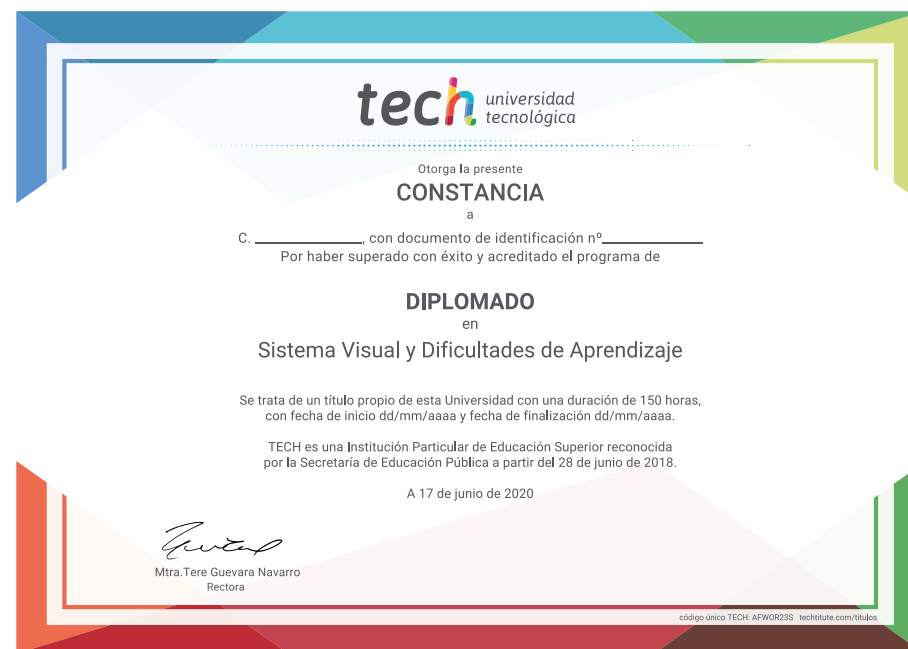 tech universidad
tecnológica
Otorga la presente
CONSTANCIA
a
C. ____________, con documento de identificación nº____________
Por haber superado con éxito y acreditado el programa de
DIPLOMADO
en
Sistema Visual y Dificultades de Aprendizaje
Se trata de un título propio de esta Universidad con una duración de 150 horas,
con fecha de inicio dd/mm/aaaa y fecha de finalización dd/mm/aaaa.
TECH es una Institución Particular de Educación Superior reconocida
por la Secretaría de Educación Pública a partir del 28 de junio de 2018.
A 17 de junio de 2020
Mtra.Tere Guevara Navarro
Rectora
código único TECH: AFWOR23S techtitute.com/titulos